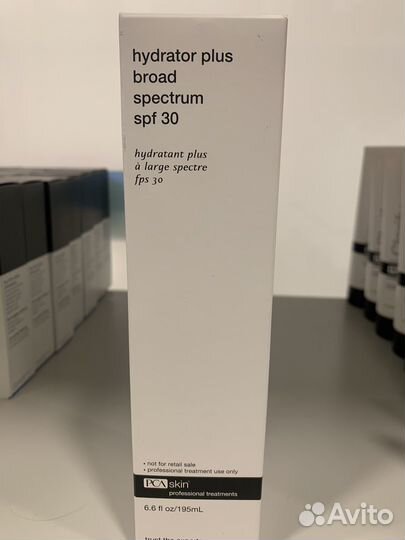 hydrator plus
broad
spectrum
spf 30
hydratant plus
à large spectre
fps 30
• not for retail sale
• professional treatment use only
PCA skin
professional treatments
6.6 fl oz/195mL
Avito